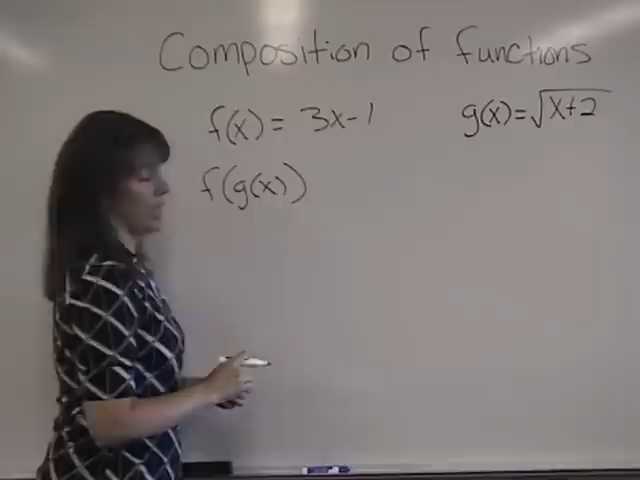 Composition of functions
f(x) = 3x-1 g(x)=√x+2
f(g(x))